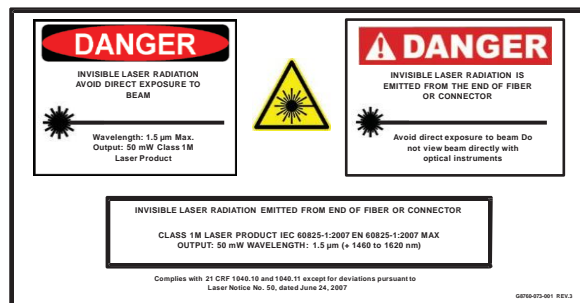 DANGER
INVISIBLE LASER RADIATION
AVOID DIRECT EXPOSURE TO
BEAM
Wavelength: 1.5 µm Max.
Output: 50 mW Class 1M
Laser Product
DANGER
INVISIBLE LASER RADIATION IS
EMITTED FROM THE END OF FIBER
OR CONNECTOR
Avoid direct exposure to beam Do
not view beam directly with
optical instruments
INVISIBLE LASER RADIATION EMITTED FROM END OF FIBER OR CONNECTOR
CLASS 1M LASER PRODUCT IEC 60825-1:2007 EN 60825-1:2007 MAX
OUTPUT: 50 mW WAVELENGTH: 1.5 µm (+ 1460 to 1620 nm)
Complies with 21 CRF 1040.10 and 1040.11 except for deviations pursuant to
Laser Notice No. 50, dated June 24, 2007
G8760-873-001 REV.3